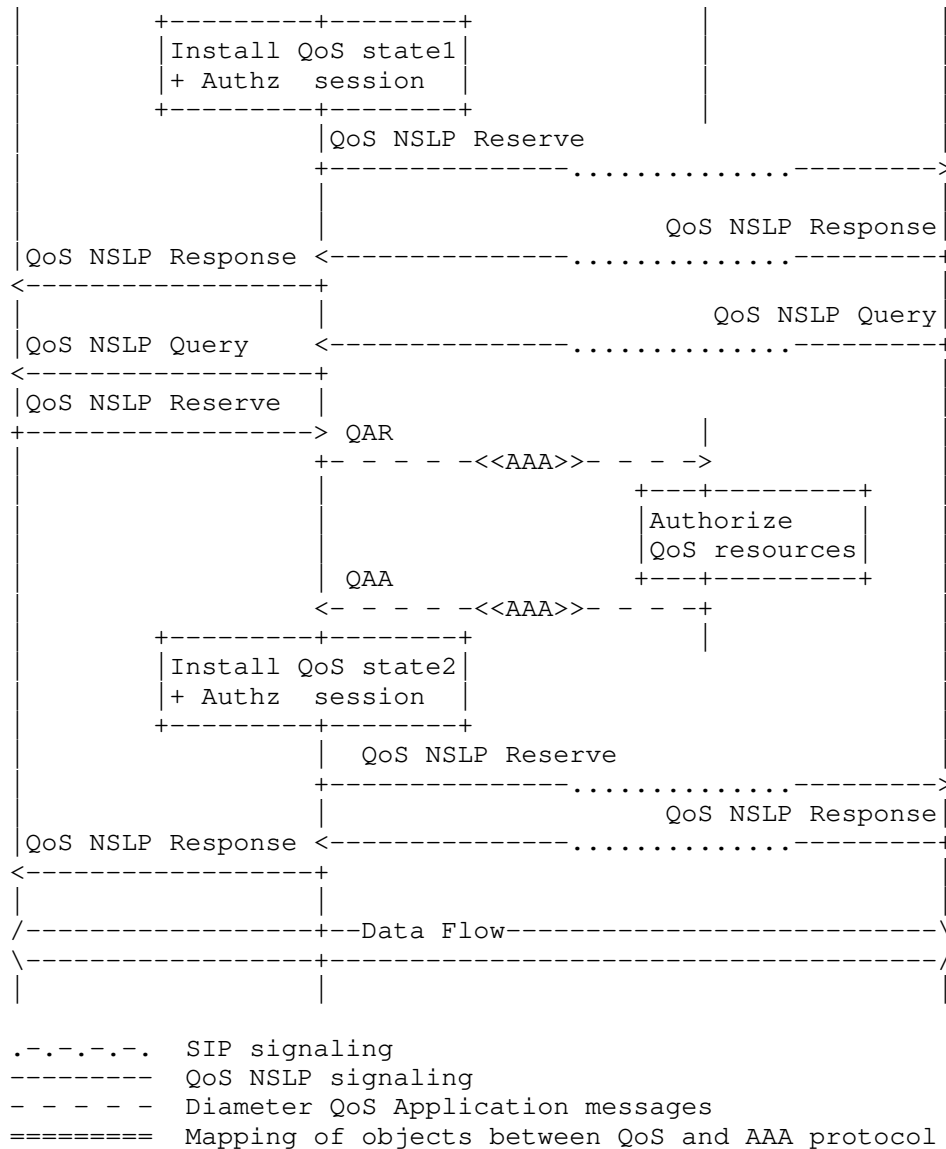 Install QoS state1
+ Authz session
QoS NSLP Reserve
QoS NSLP Response
QoS NSLP Response
QoS NSLP Query
QoS NSLP Query
QoS NSLP Reserve
QAR
<<AAA>>
Authorize
QoS resources
QAA
<<AAA>>
Install QoS state2
+ Authz session
QoS NSLP Reserve
QoS NSLP Response
QoS NSLP Response
Data Flow
.-.-.-.-. SIP signaling
--------- QoS NSLP signaling
- - - - - Diameter QoS Application messages
========= Mapping of objects between QoS and AAA protocol